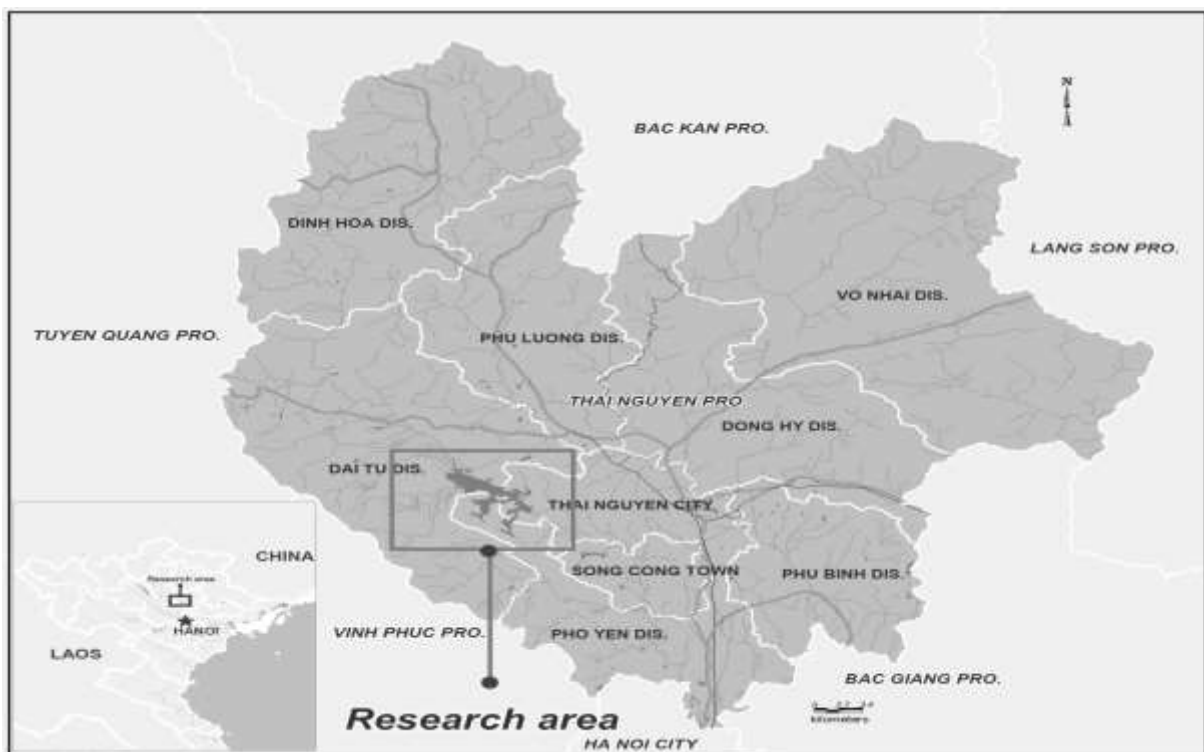 N
BAC KAN PRO.
DINH HOA DIS.
LANG SON PRO.
VO NHAI DIS.
TUYEN QUANG PRO.
PHU LUONG DIS.
THAI NGUYEN PRO
DONG HY DIS.
DAI TU DIS.
THAI NGUYEN CITY
SONG CONG TOWN
PHU BINH DIS.
VINH PHUC PRO.
PHO YEN DIS.
BAC GIANG PRO.
Research area
kilometers
HA NOI CITY
CHINA
Research area
HANOI
LAOS